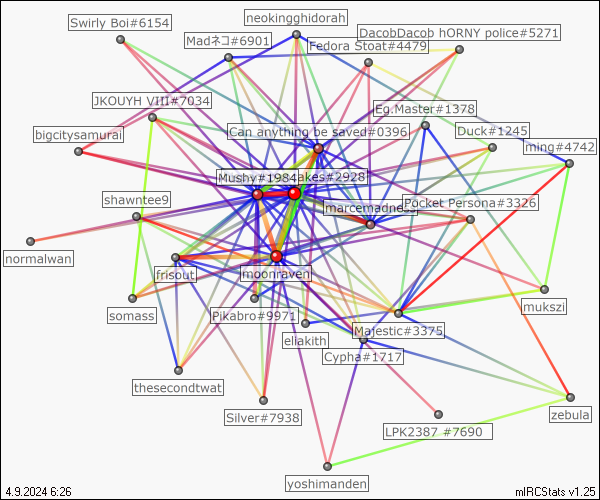 neokingghidorah
Swirly Boi#6154
DacobDacob hORNY police#5271
Madネコ#6901
Fedora Stoat#4479
JKOUYH VIII#7034
Eg.Master#1378
bigcitysamurai
Can anything be saved#0396
Duck#1245
ming#4742
Mushy#1984
akes#2928
shawntee9
marcemadness
Pocket Persona#3326
normalwan
frisout
moonraven
somass
Pikabro#9971
mukszi
eliakith
Majestic#3375
Cypha#1717
thesecondtwat
Silver#7938
zebula
LPK2387 #7690
yoshimanden
4.9.2024 6:26
mIRCStats v1.25